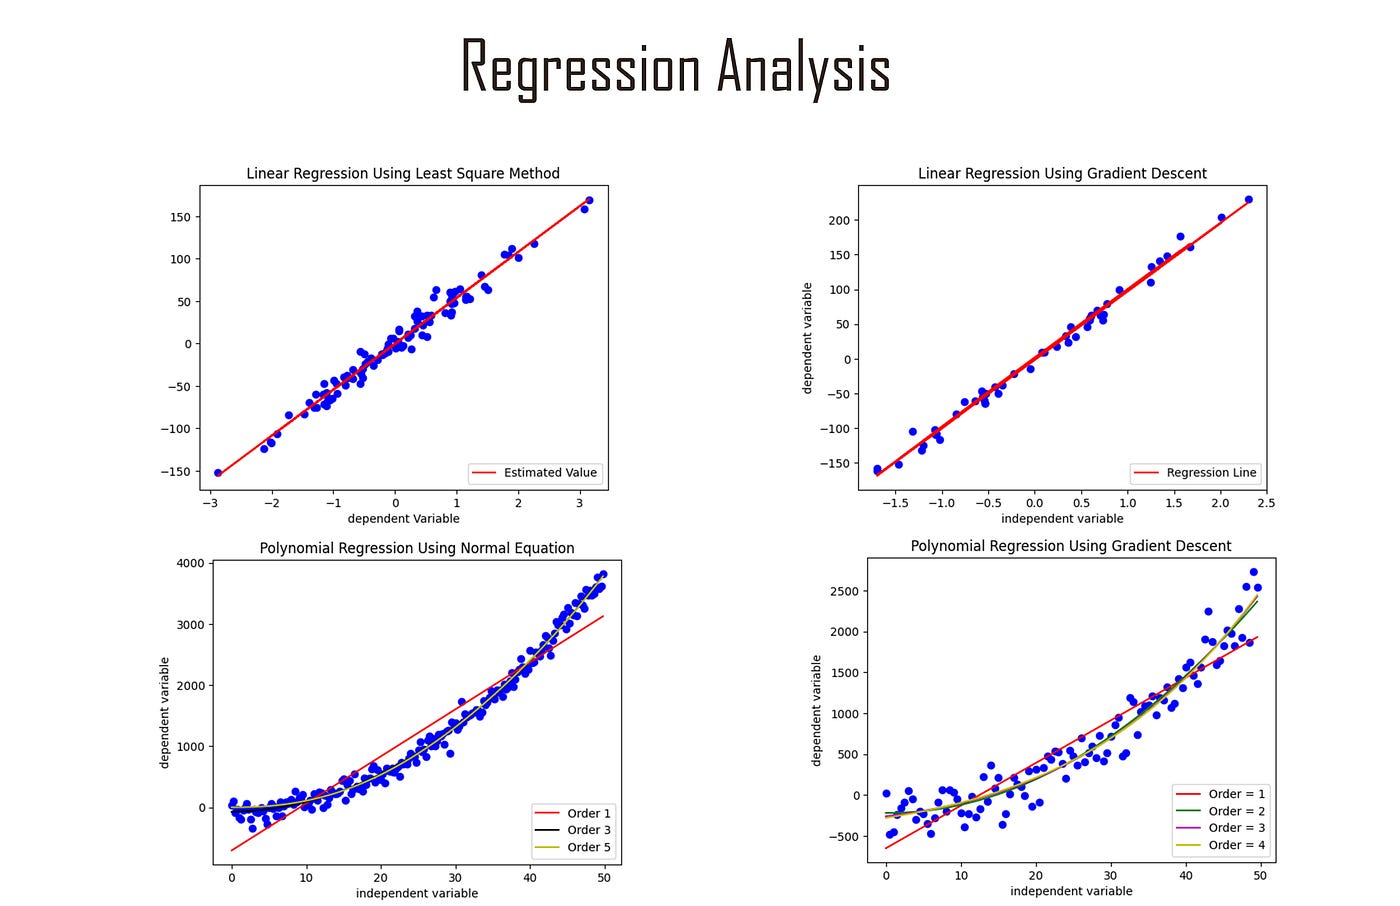 Regression Analysis
Linear Regression Using Least Square Method
150
100
50
0
−50
−100
−150
−3 −2 −1 0 1 2 3
dependent Variable
Estimated Value
Linear Regression Using Gradient Descent
dependent variable
200
150
100
50
0
−50
−100
−150
−1.5 −1.0 −0.5 0.0 0.5 1.0 1.5 2.0 2.5
independent variable
Regression Line
Polynomial Regression Using Normal Equation
dependent variable
4000
3000
2000
1000
0
0 10 20 30 40 50
independent variable
Order 1
Order 3
Order 5
Polynomial Regression Using Gradient Descent
dependent variable
2500
2000
1500
1000
500
0
−500
0 10 20 30 40 50
independent variable
Order = 1
Order = 2
Order = 3
Order = 4